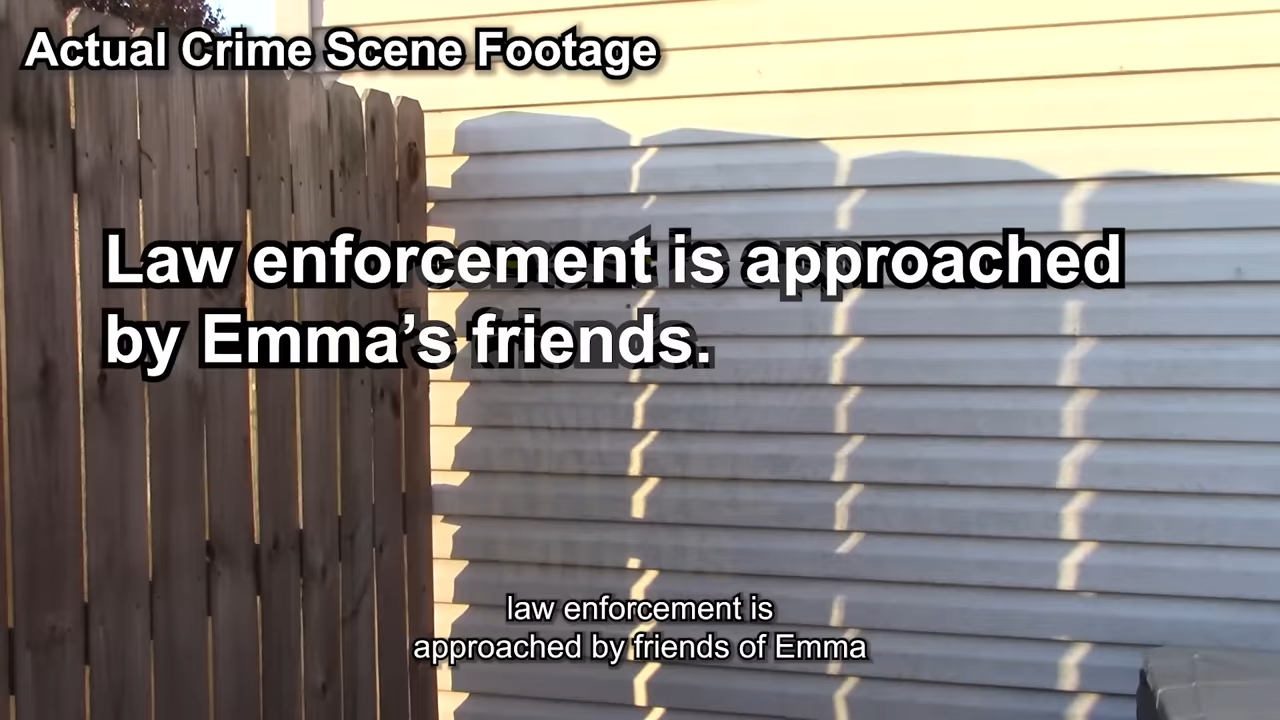 Actual Crime Scene Footage
Law enforcement is approached
by Emma’s friends.
law enforcement is
approached by friends of Emma